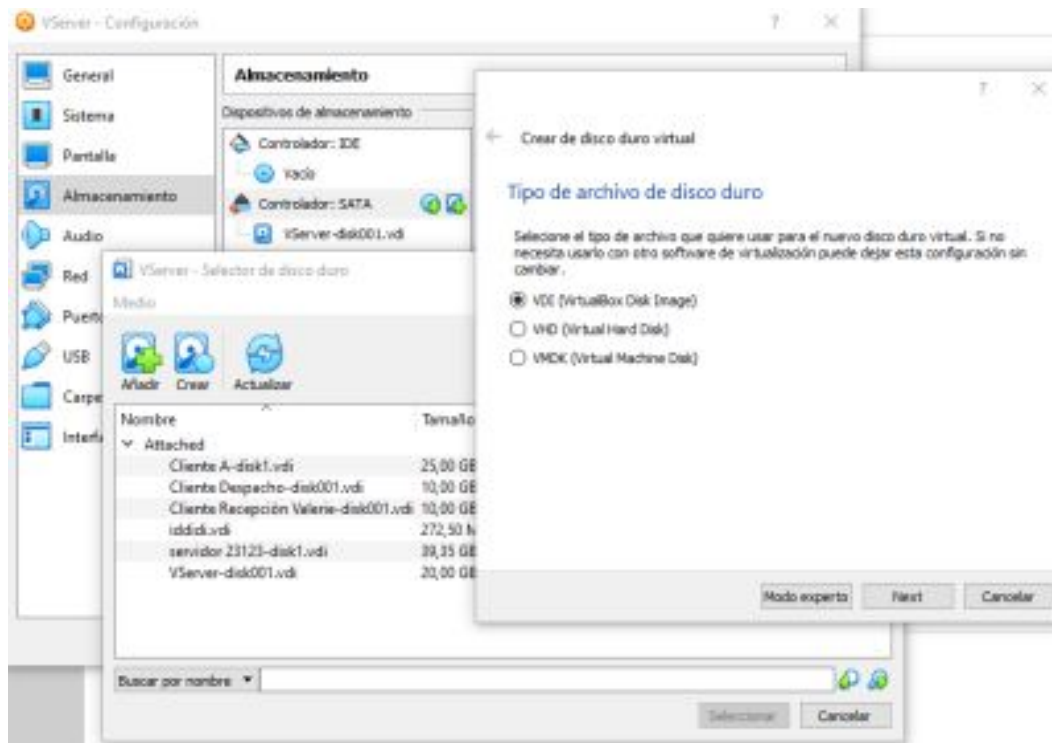 VServer - Configuración
General
Sistema
Pantalla
Almacenamiento
Audio
Red
USB
Almacenamiento
Dispositivos de almacenamiento
Controlador: IDE
Vacío
Controlador: SATA
VServer-disk001.vdi
VServer - Selector de disco duro
Medio
Añadir Crear Actualizar
Nombre Tamaño
Attached
Cliente A-disk1.vdi 25,00 GB
Cliente Despacho-disk001.vdi 10,00 GB
Cliente Recepción Valerie-disk001.vdi 10,00 GB
iddidi.vdi 272,50
servidor 23123-disk1.vdi 39,35 GB
VServer-disk001.vdi 20,00 GB
Buscar por nombre
Seleccionar Cancelar
Crear de disco duro virtual
Tipo de archivo de disco duro
Selecione el tipo de archivo que quiere usar para el nuevo disco duro virtual. Si no
necesita usarlo con otro software de virtualización puede dejar esta configuración sin
cambiar.
VDI (VirtualBox Disk Image)
VHD (Virtual Hard Disk)
VMDK (Virtual Machine Disk)
Modo experto Next Cancelar